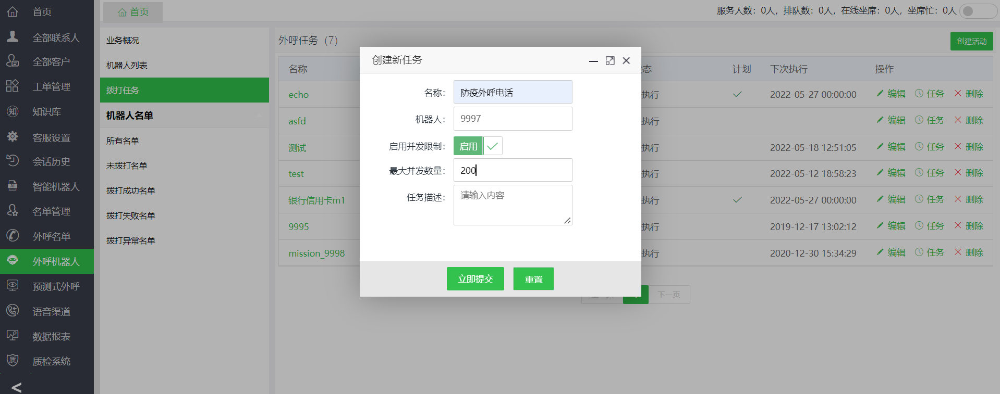 首页
全部联系人
全部客户
工单管理
知识库
客服设置
会话历史
智能机器人
名单管理
外呼名单
外呼机器人
预测式外呼
语音渠道
数据报表
质检系统
<
首页
服务人数：0人，排队数：0人，在线坐席：0人，坐席忙：0人
业务概况
机器人列表
拨打任务
机器人名单
所有名单
未拨打名单
拨打成功名单
拨打失败名单
拨打异常名单
外呼任务（7）
创建活动
名称 态 计划 下次执行 操作
echo 执行 2022-05-27 00:00:00 编辑 任务 删除
asfd 执行 编辑 任务 删除
测试 执行 2022-05-18 12:51:05 编辑 任务 删除
test 执行 2022-05-12 18:58:23 编辑 任务 删除
银行信用卡m1 执行 2022-05-27 00:00:00 编辑 任务 删除
9995 执行 2019-12-17 13:02:12 编辑 任务 删除
mission_9998 执行 2020-12-30 15:34:29 编辑 任务 删除
下一页
创建新任务
名称： 防疫外呼电话
机器人： 9997
启用并发限制： 启用
最大并发数量： 200
任务描述： 请输入内容
立即提交 重置